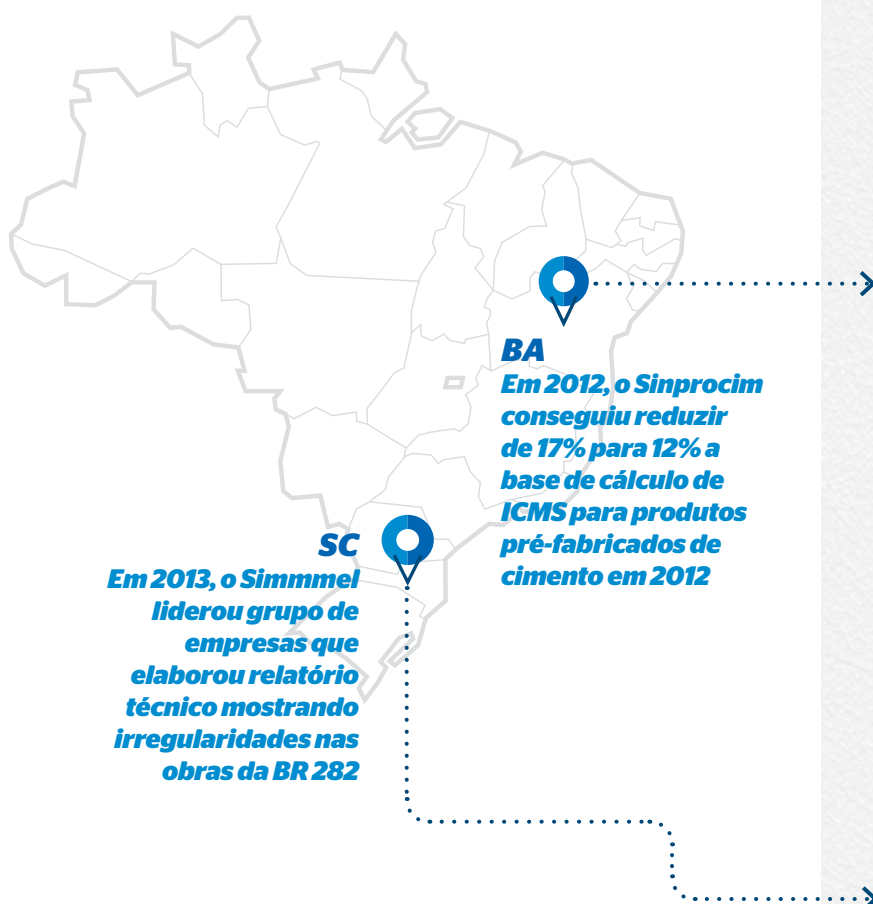 BA
Em 2012, o Sinprocim
conseguiu reduzir
de 17% para 12% a
base de cálculo de
ICMS para produtos
pré-fabricados de
cimento em 2012
SC
Em 2013, o Simmmel
liderou grupo de
empresas que
elaborou relatório
técnico mostrando
irregularidades nas
obras da BR 282